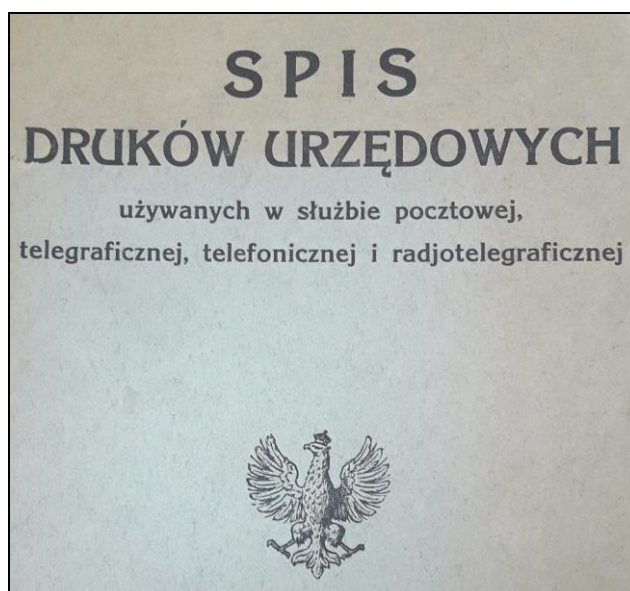 SPIS
DRUKÓW URZĘDOWYCH
używanych w służbie pocztowej,
telegraficznej, telefonicznej i radjotelegraficznej